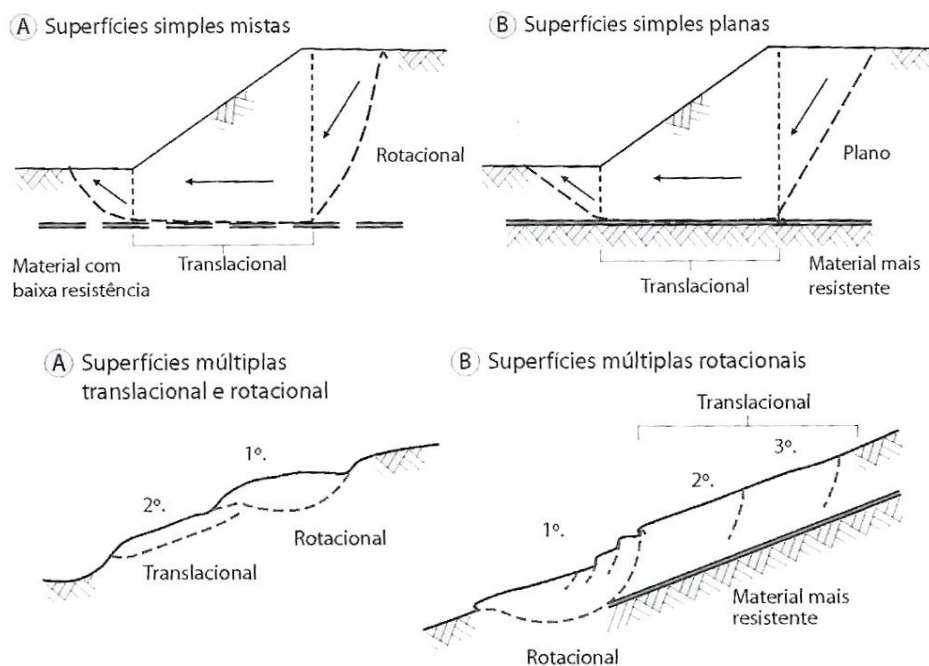 A Superfícies simples mistas
Rotacional
Translacional
Material com
baixa resistência
B Superfícies simples planas
Plano
Translacional
Material mais
resistente
A Superfícies múltiplas
translacional e rotacional
1º.
2º.
Rotacional
Translacional
B Superfícies múltiplas rotacionais
Translacional
3º.
2º.
1º.
Material mais
resistente
Rotacional